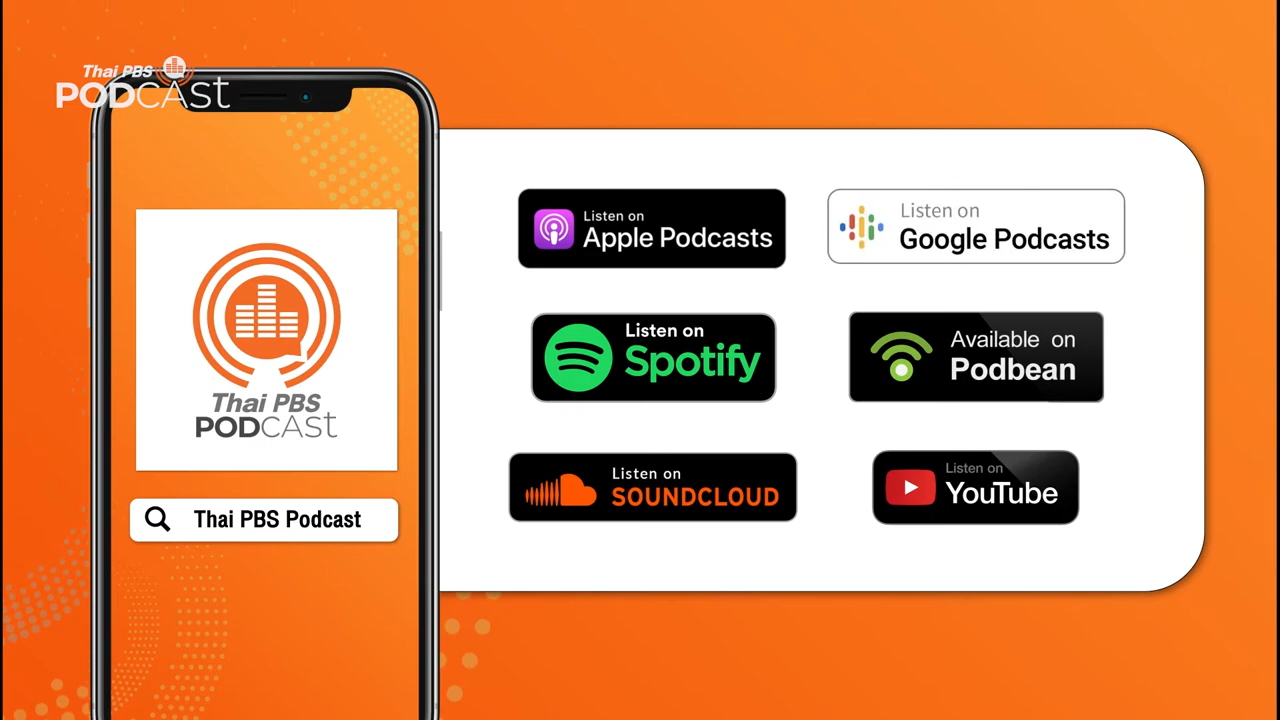 Thai PBS
PODCAST
Thai PBS
PODCAST
Thai PBS Podcast
Listen on
Apple Podcasts
Listen on
Google Podcasts
Listen on
Spotify
Available on
Podbean
Listen on
SOUNDCLOUD
Listen on
YouTube